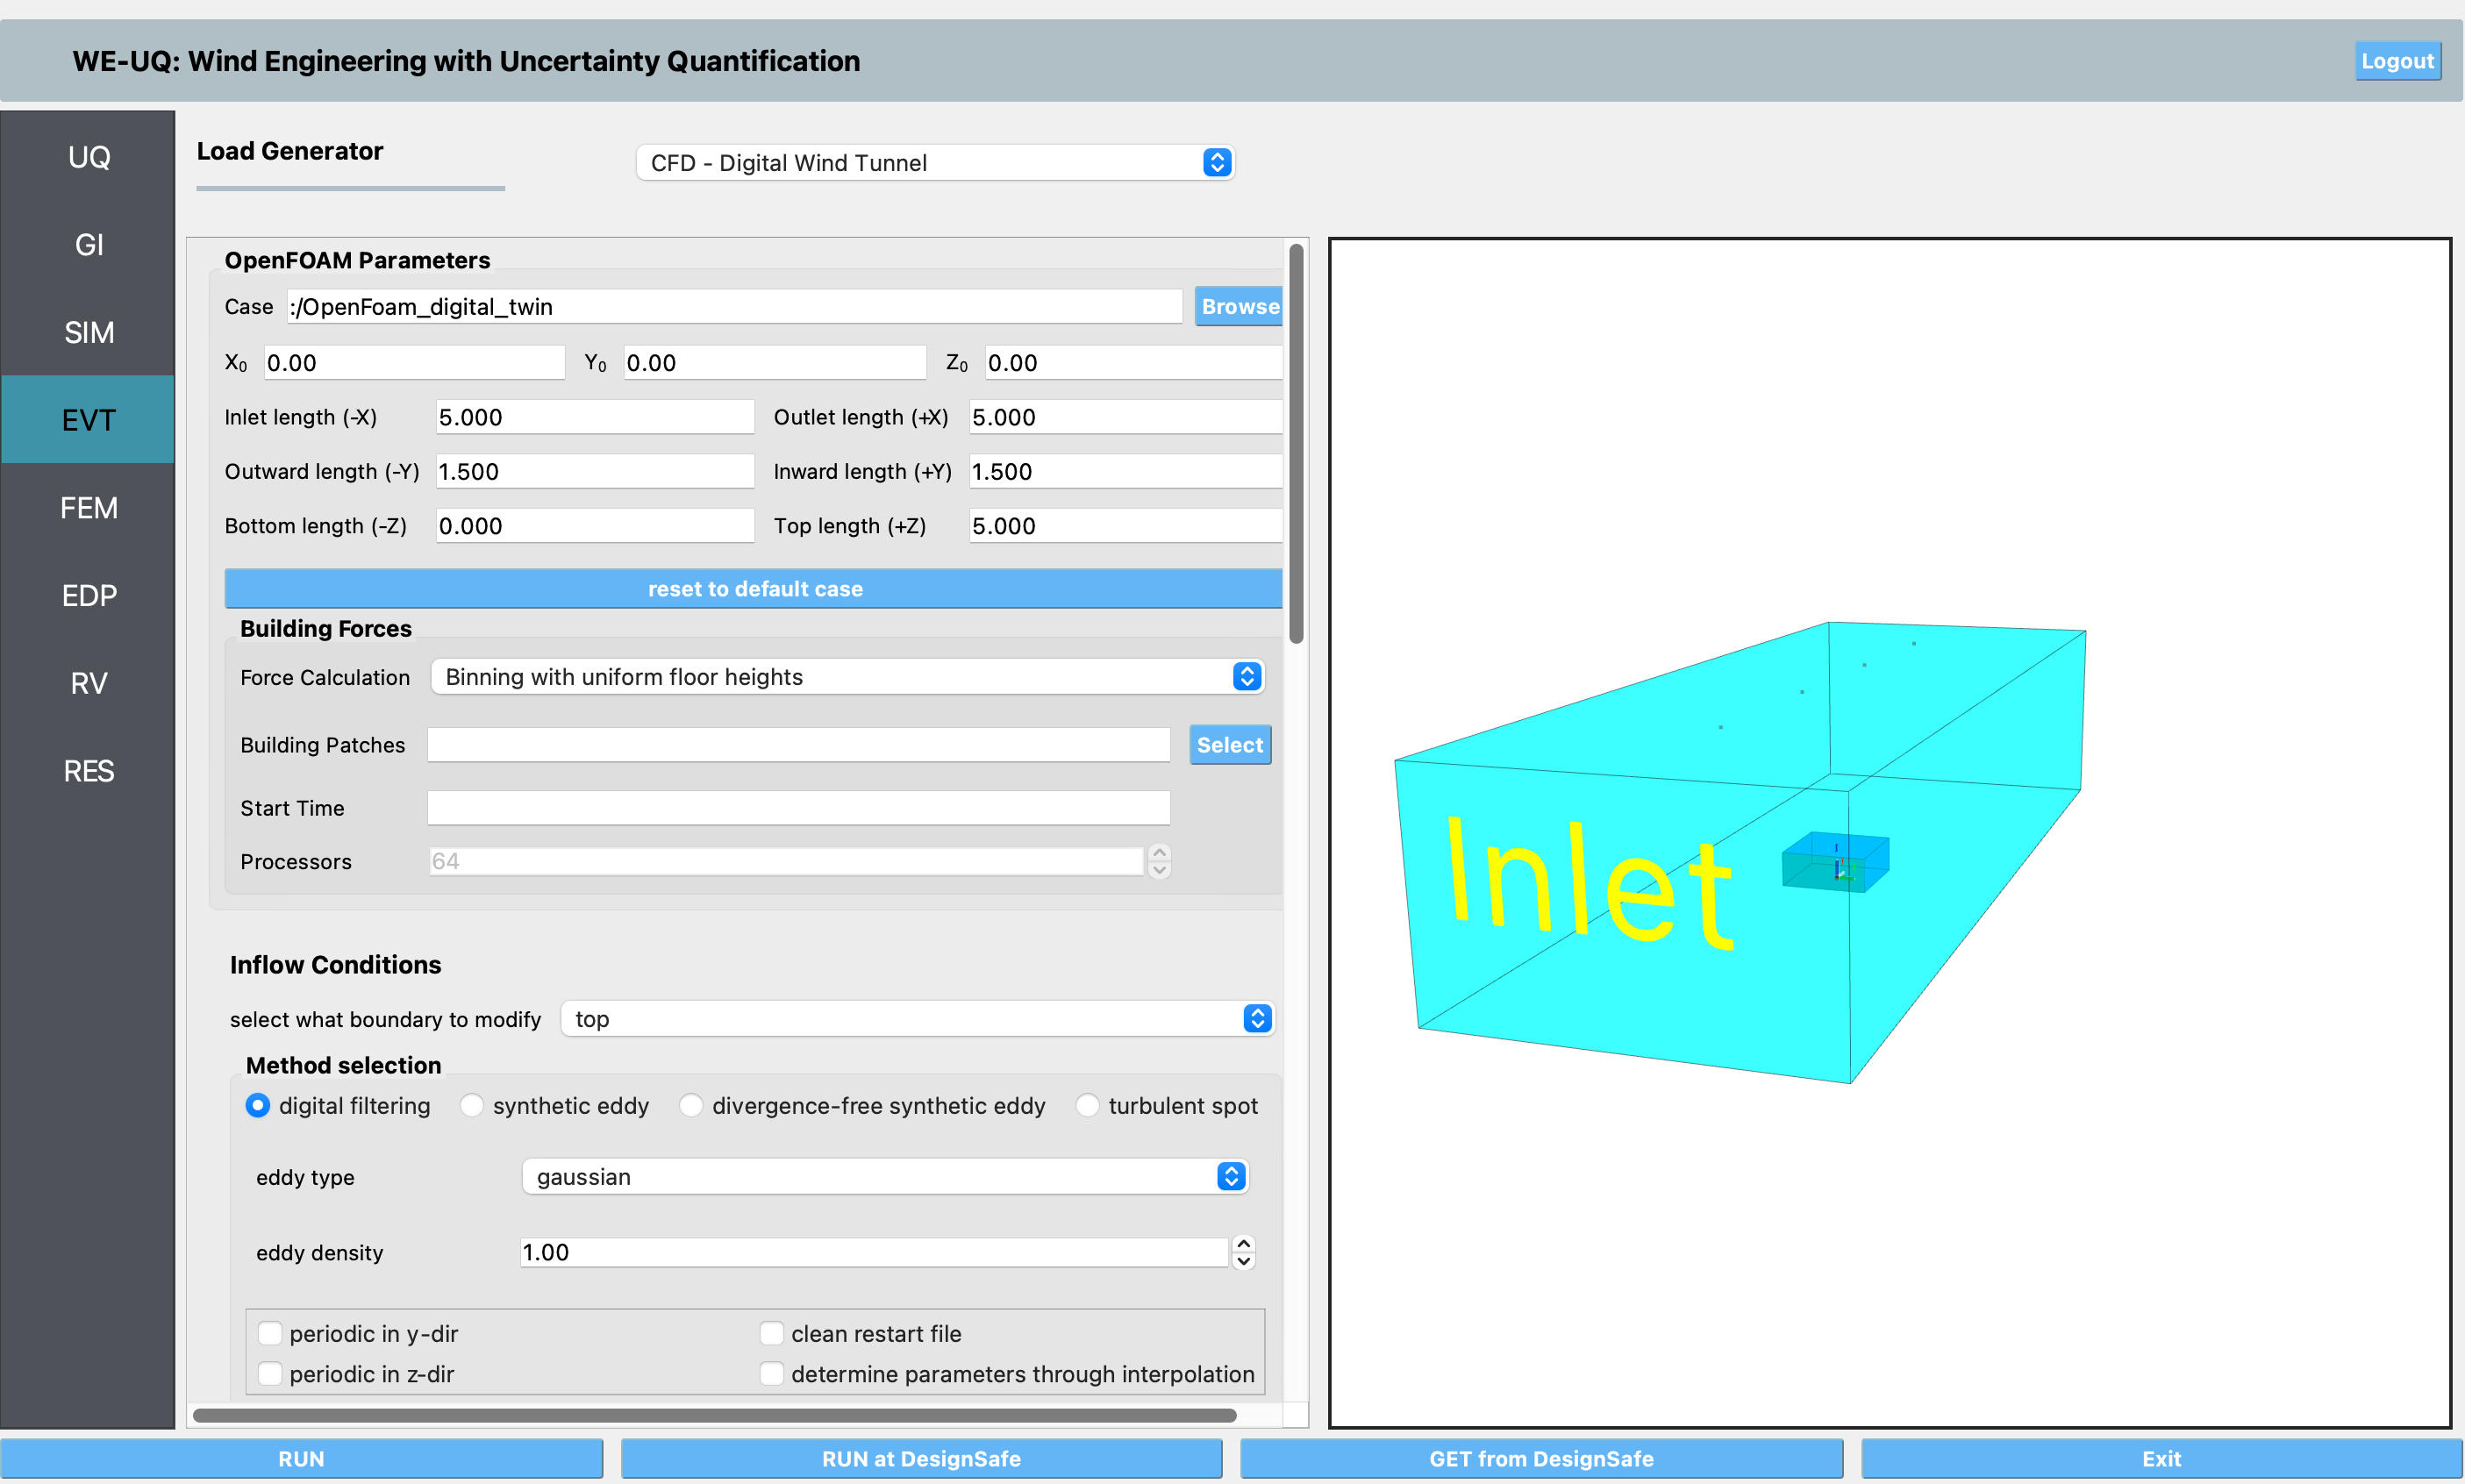 WE-UQ: Wind Engineering with Uncertainty Quantification
Logout
UQ
GI
SIM
EVT
FEM
EDP
RV
RES
Load Generator
CFD - Digital Wind Tunnel
OpenFOAM Parameters
Case :/OpenFoam_digital_twin Browse
X₀ 0.00 Y₀ 0.00 Z₀ 0.00
Inlet length (-X) 5.000 Outlet length (+X) 5.000
Outward length (-Y) 1.500 Inward length (+Y) 1.500
Bottom length (-Z) 0.000 Top length (+Z) 5.000
reset to default case
Building Forces
Force Calculation Binning with uniform floor heights
Building Patches Select
Start Time
Processors 64
Inflow Conditions
select what boundary to modify top
Method selection
digital filtering synthetic eddy divergence-free synthetic eddy turbulent spot
eddy type gaussian
eddy density 1.00
periodic in y-dir clean restart file
periodic in z-dir determine parameters through interpolation
Inlet
RUN RUN at DesignSafe GET from DesignSafe Exit